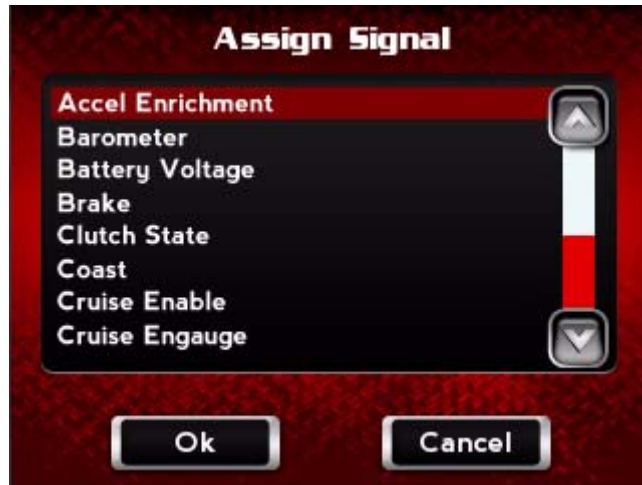 Assign Signal
Accel Enrichment
Barometer
Battery Voltage
Brake
Clutch State
Coast
Cruise Enable
Cruise Engauge
Ok
Cancel